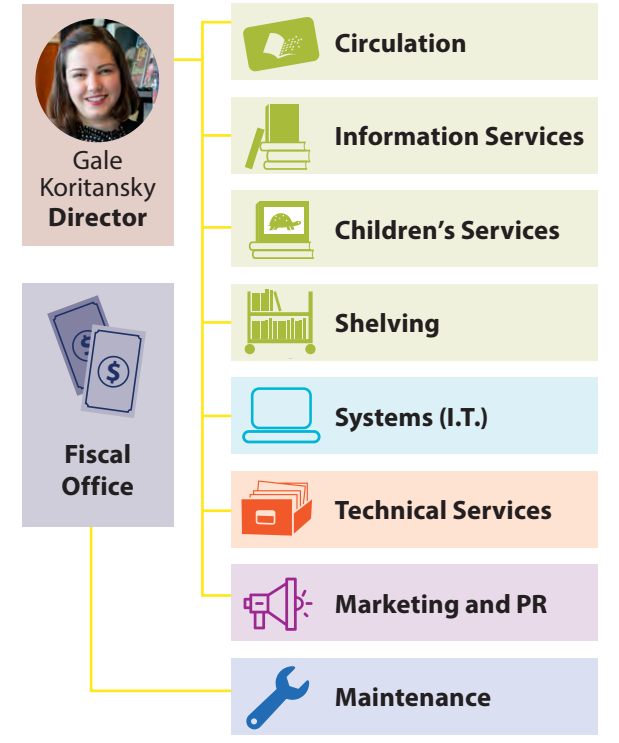 Gale
Koritansky
Director
Circulation
Information Services
Children’s Services
Shelving
Systems (I.T.)
Technical Services
Marketing and PR
$
$
Fiscal
Office
Maintenance